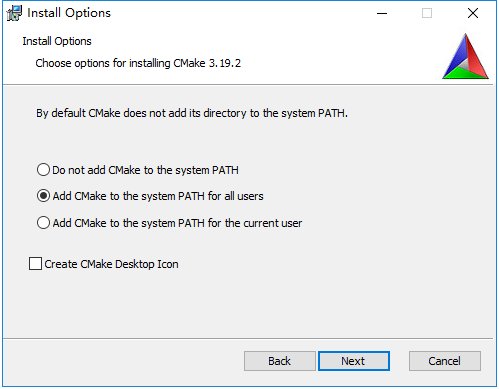 Install Options
Install Options
Choose options for installing CMake 3.19.2
By default CMake does not add its directory to the system PATH.
Do not add CMake to the system PATH
Add CMake to the system PATH for all users
Add CMake to the system PATH for the current user
Create CMake Desktop Icon
Back Next Cancel